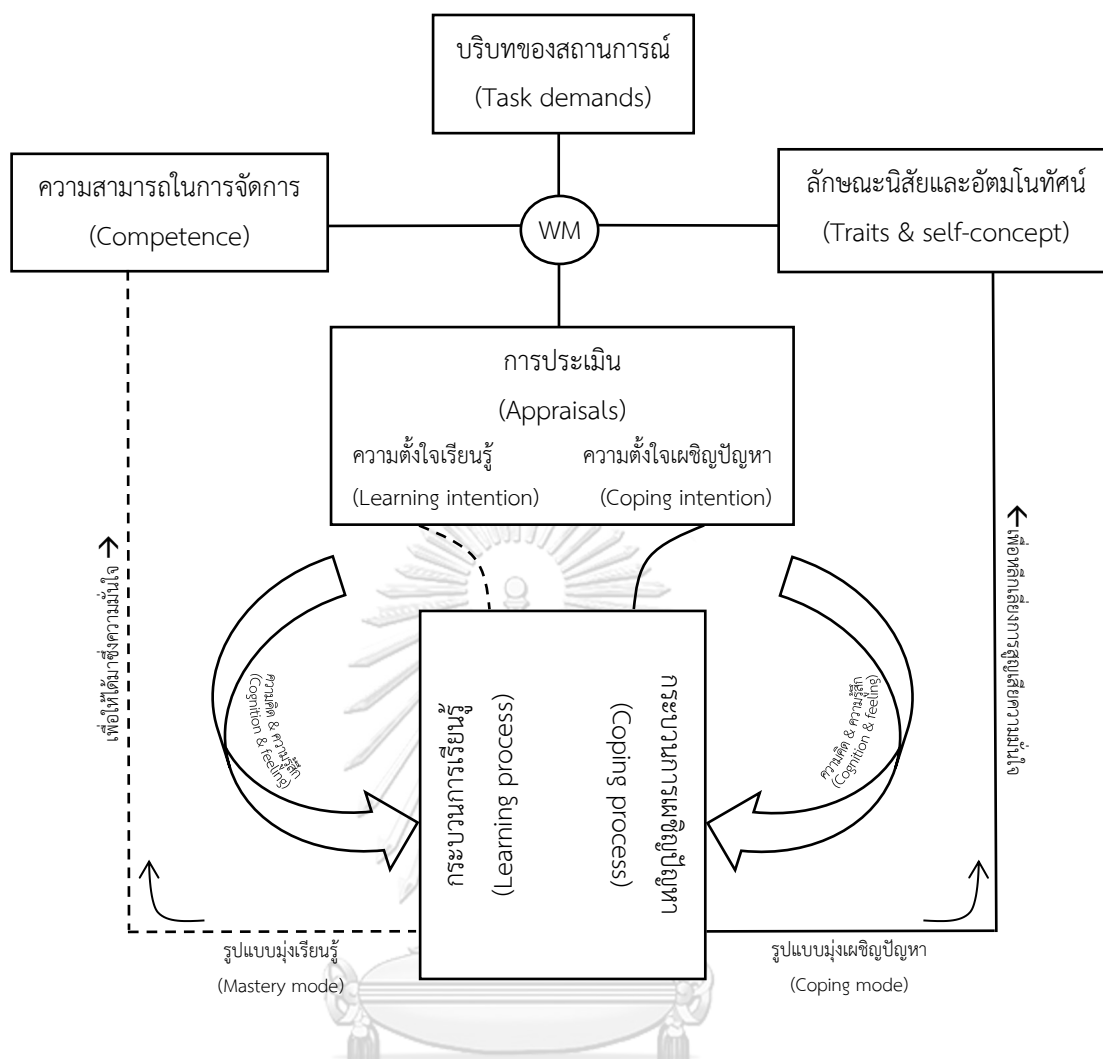 บริบทของสถานการณ์
(Task demands)
ความสามารถในการจัดการ
(Competence)
WM
ลักษณะนิสัยและอัตมโนทัศน์
(Traits & self-concept)
การประเมิน
(Appraisals)
ความตั้งใจเรียนรู้
(Learning intention)
ความตั้งใจเผชิญปัญหา
(Coping intention)
เพื่อให้ได้มาซึ่งความมั่นใจ →
ความคิด & ความรู้สึก
(Cognition & feeling)
กระบวนการเรียนรู้
(Learning process)
กระบวนการเผชิญปัญหา
(Coping process)
ความคิด & ความรู้สึก
(Cognition & feeling)
เพื่อหลีกเลี่ยงการสูญเสียความมั่นใจ →
รูปแบบมุ่งเรียนรู้
(Mastery mode)
รูปแบบมุ่งเผชิญปัญหา
(Coping mode)